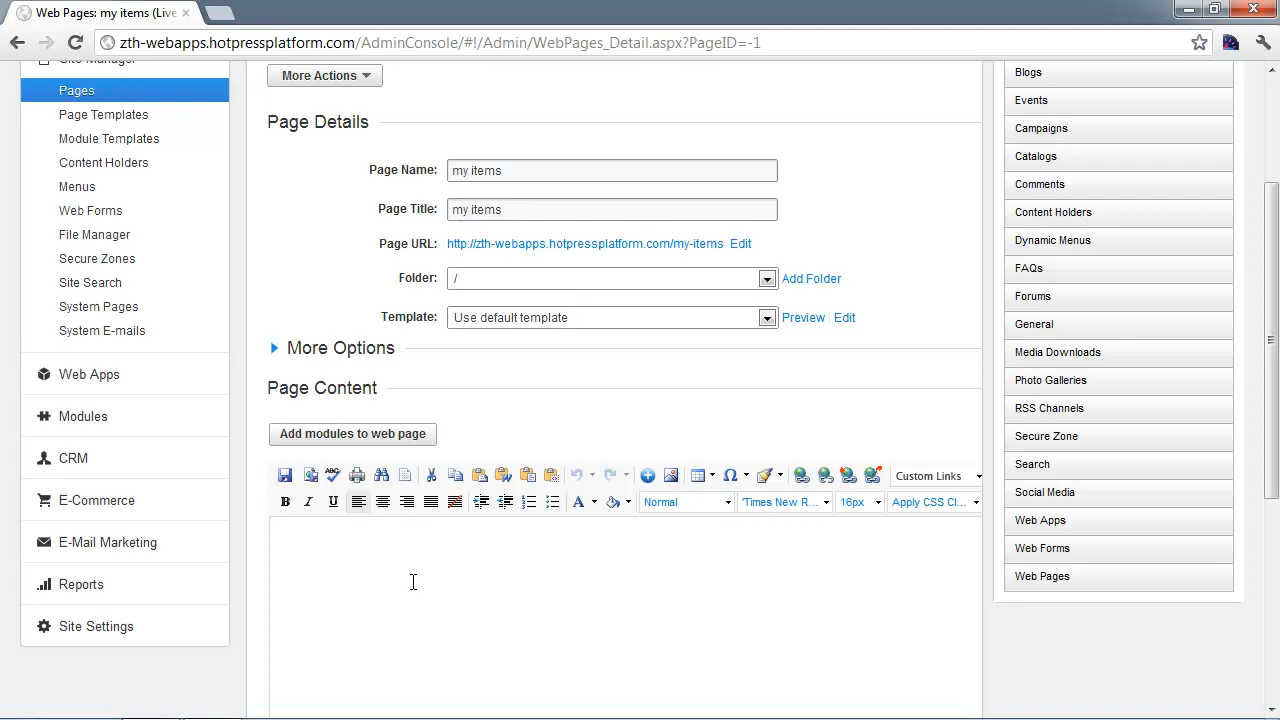 Web Pages: my items (Live
zth-webapps.hotpressplatform.com/AdminConsole/#!/Admin/WebPages_Detail.aspx?PageID=-1
Site Manager
Pages
Page Templates
Module Templates
Content Holders
Menus
Web Forms
File Manager
Secure Zones
Site Search
System Pages
System E-mails
Web Apps
Modules
CRM
E-Commerce
E-Mail Marketing
Reports
Site Settings
More Actions
Page Details
Page Name: my items
Page Title: my items
Page URL: http://zth-webapps.hotpressplatform.com/my-items Edit
Folder: / Add Folder
Template: Use default template Preview Edit
More Options
Page Content
Add modules to web page
Custom Links
B I U A Normal 'Times New R... 16px Apply CSS Cl...
Blogs
Events
Campaigns
Catalogs
Comments
Content Holders
Dynamic Menus
FAQs
Forums
General
Media Downloads
Photo Galleries
RSS Channels
Secure Zone
Search
Social Media
Web Apps
Web Forms
Web Pages